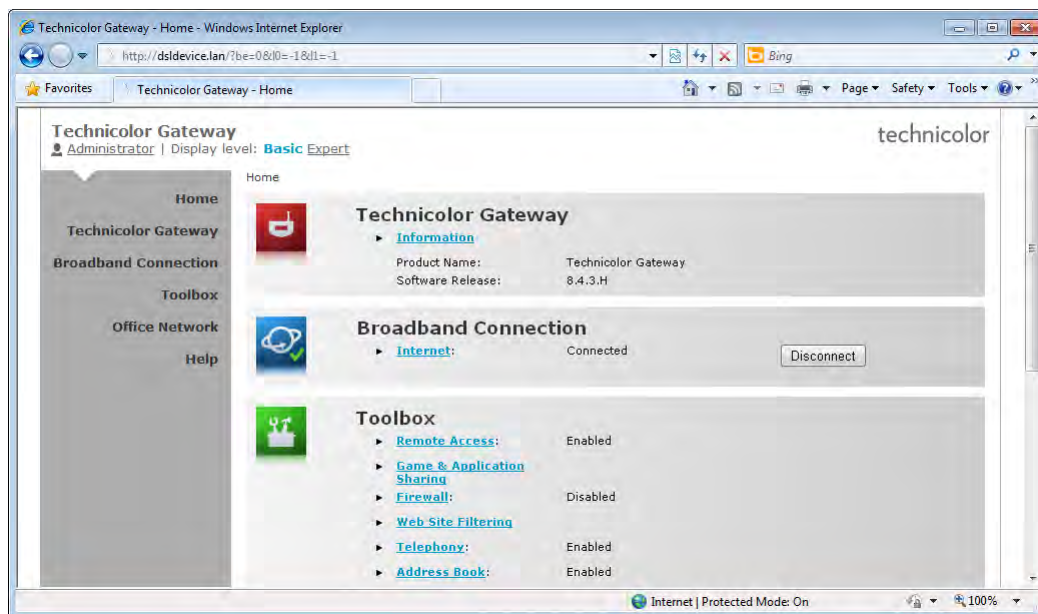 Technicolor Gateway - Home - Windows Internet Explorer
http://dsldevice.lan/?be=0&l0=-1&l1=-1
Bing
Favorites
Technicolor Gateway - Home
Page
Safety
Tools
Technicolor Gateway
technicolor
Administrator | Display level: Basic Expert
Home
Home
Technicolor Gateway
Broadband Connection
Toolbox
Office Network
Help
Technicolor Gateway
Information
Product Name: Technicolor Gateway
Software Release: 8.4.3.H
Broadband Connection
Internet: Connected
Disconnect
Toolbox
Remote Access: Enabled
Game & Application
Sharing
Firewall: Disabled
Web Site Filtering
Telephony: Enabled
Address Book: Enabled
Internet | Protected Mode: On
100%